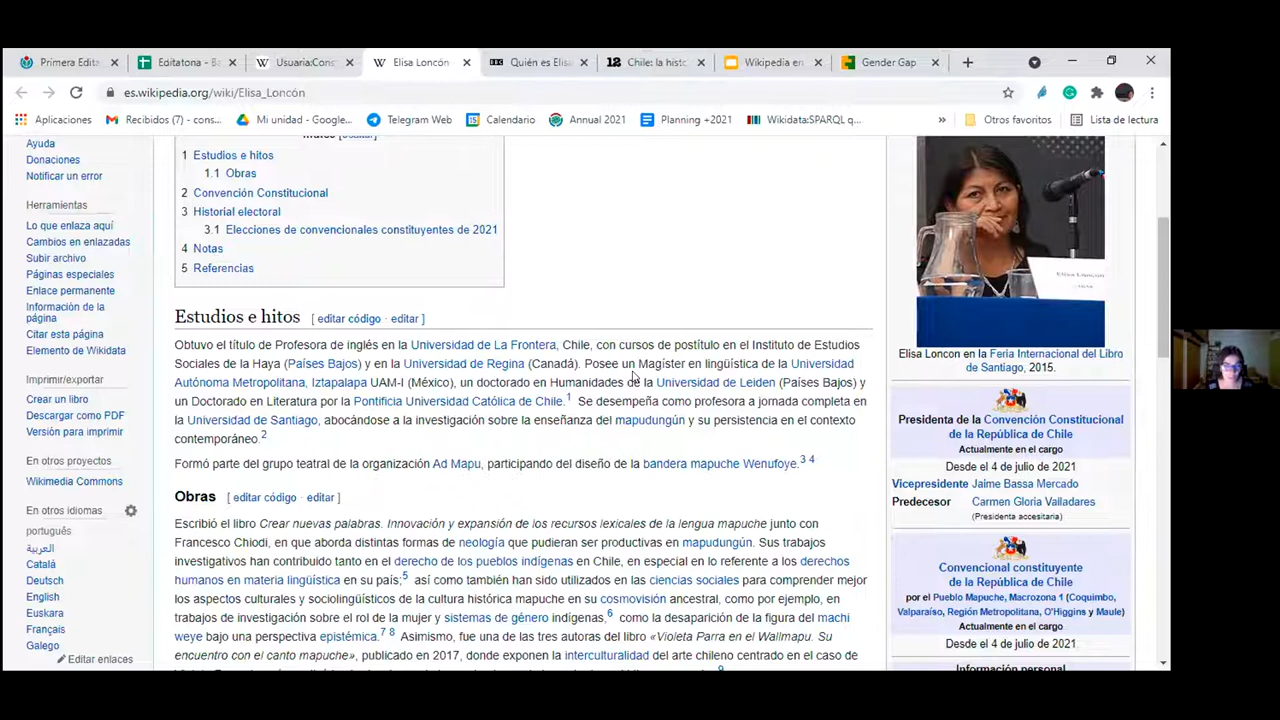 Primera Edita
Editatona - Ba
Usuaria:Cons
Elisa Loncón
Quién es Elisa
Chile: la histo
Wikipedia en
Gender Gap
es.wikipedia.org/wiki/Elisa_Loncón
Aplicaciones
Recibidos (7) - cons...
Mi unidad - Google...
Telegram Web
Calendario
Annual 2021
Planning +2021
Wikidata:SPARQL q...
»
Otros favoritos
Lista de lectura
Ayuda
Donaciones
Notificar un error
Herramientas
Lo que enlaza aquí
Cambios en enlazadas
Subir archivo
Páginas especiales
Enlace permanente
Información de la
página
Citar esta página
Elemento de Wikidata
Imprimir/exportar
Crear un libro
Descargar como PDF
Versión para imprimir
En otros proyectos
Wikimedia Commons
En otros idiomas
português
العربية
Català
Deutsch
English
Euskara
Français
Galego
Editar enlaces
1 Estudios e hitos
1.1 Obras
2 Convención Constitucional
3 Historial electoral
3.1 Elecciones de convencionales constituyentes de 2021
4 Notas
5 Referencias
Estudios e hitos [ editar código · editar ]
Obtuvo el título de Profesora de inglés en la Universidad de La Frontera, Chile, con cursos de postítulo en el Instituto de Estudios
Sociales de la Haya (Países Bajos) y en la Universidad de Regina (Canadá). Posee un Magíster en lingüística de la Universidad
Autónoma Metropolitana, Iztapalapa UAM-I (México), un doctorado en Humanidades de la Universidad de Leiden (Países Bajos) y
un Doctorado en Literatura por la Pontificia Universidad Católica de Chile.1 Se desempeña como profesora a jornada completa en
la Universidad de Santiago, abocándose a la investigación sobre la enseñanza del mapudungún y su persistencia en el contexto
contemporáneo.2
Formó parte del grupo teatral de la organización Ad Mapu, participando del diseño de la bandera mapuche Wenufoye.3 4
Obras [ editar código · editar ]
Escribió el libro Crear nuevas palabras. Innovación y expansión de los recursos lexicales de la lengua mapuche junto con
Francesco Chiodi, en que aborda distintas formas de neología que pudieran ser productivas en mapudungún. Sus trabajos
investigativos han contribuido tanto en el derecho de los pueblos indígenas en Chile, en especial en lo referente a los derechos
humanos en materia lingüística en su país;5 así como también han sido utilizados en las ciencias sociales para comprender mejor
los aspectos culturales y sociolingüísticos de la cultura histórica mapuche en su cosmovisión ancestral, como por ejemplo, en
trabajos de investigación sobre el rol de la mujer y sistemas de género indígenas,6 como la desaparición de la figura del machi
weye bajo una perspectiva epistémica.7 8 Asimismo, fue una de las tres autoras del libro «Violeta Parra en el Wallmapu. Su
encuentro con el canto mapuche», publicado en 2017, donde exponen la interculturalidad del arte chileno centrado en el caso de
Elisa Loncon en la Feria Internacional del Libro
de Santiago, 2015.
Presidenta de la Convención Constitucional
de la República de Chile
Actualmente en el cargo
Desde el 4 de julio de 2021
Vicepresidente Jaime Bassa Mercado
Predecesor Carmen Gloria Valladares
(Presidenta accesitaria)
Convencional constituyente
de la República de Chile
por el Pueblo Mapuche, Macrozona 1 (Coquimbo,
Valparaíso, Región Metropolitana, O'Higgins y Maule)
Actualmente en el cargo
Desde el 4 de julio de 2021
Información personal